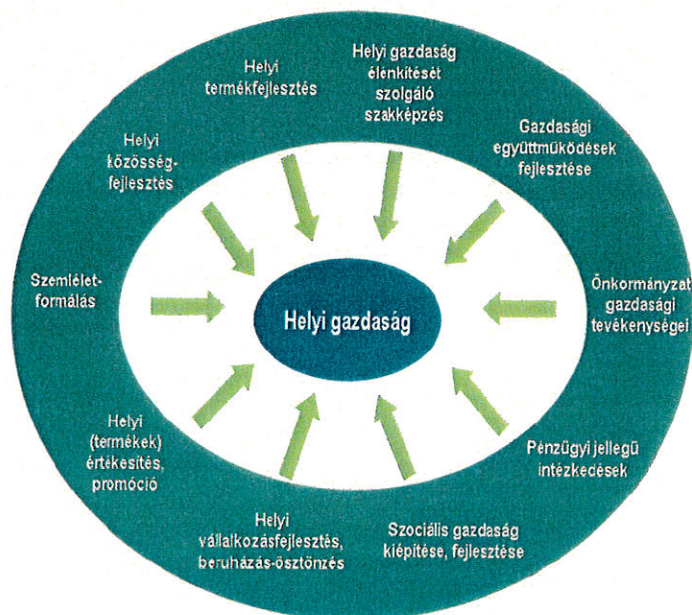 Helyi
termékfejlesztés
Helyi gazdaság
élénkítését
szolgáló
szakképzés
Gazdasági
együttműködések
fejlesztése
Önkormányzat
gazdasági
tevékenységei
Pénzügyi jellegű
intézkedések
Szociális gazdaság
kiépítése, fejlesztése
Helyi
vállalkozásfejlesztés,
beruházás-ösztönzés
Helyi
(termékek)
értékesítés,
promóció
Szemlélet-
formálás
Helyi
közösség-
fejlesztés
Helyi gazdaság